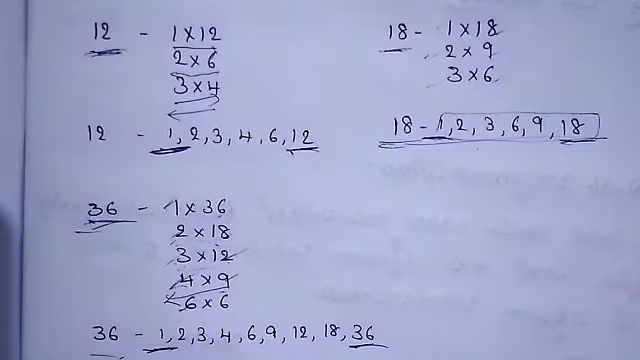 12 - 1 × 12
2 × 6
3 × 4
12 - 1, 2, 3, 4, 6, 12
18 - 1 × 18
2 × 9
3 × 6
18 - 1, 2, 3, 6, 9, 18
36 - 1 × 36
2 × 18
3 × 12
4 × 9
6 × 6
36 - 1, 2, 3, 4, 6, 9, 12, 18, 36